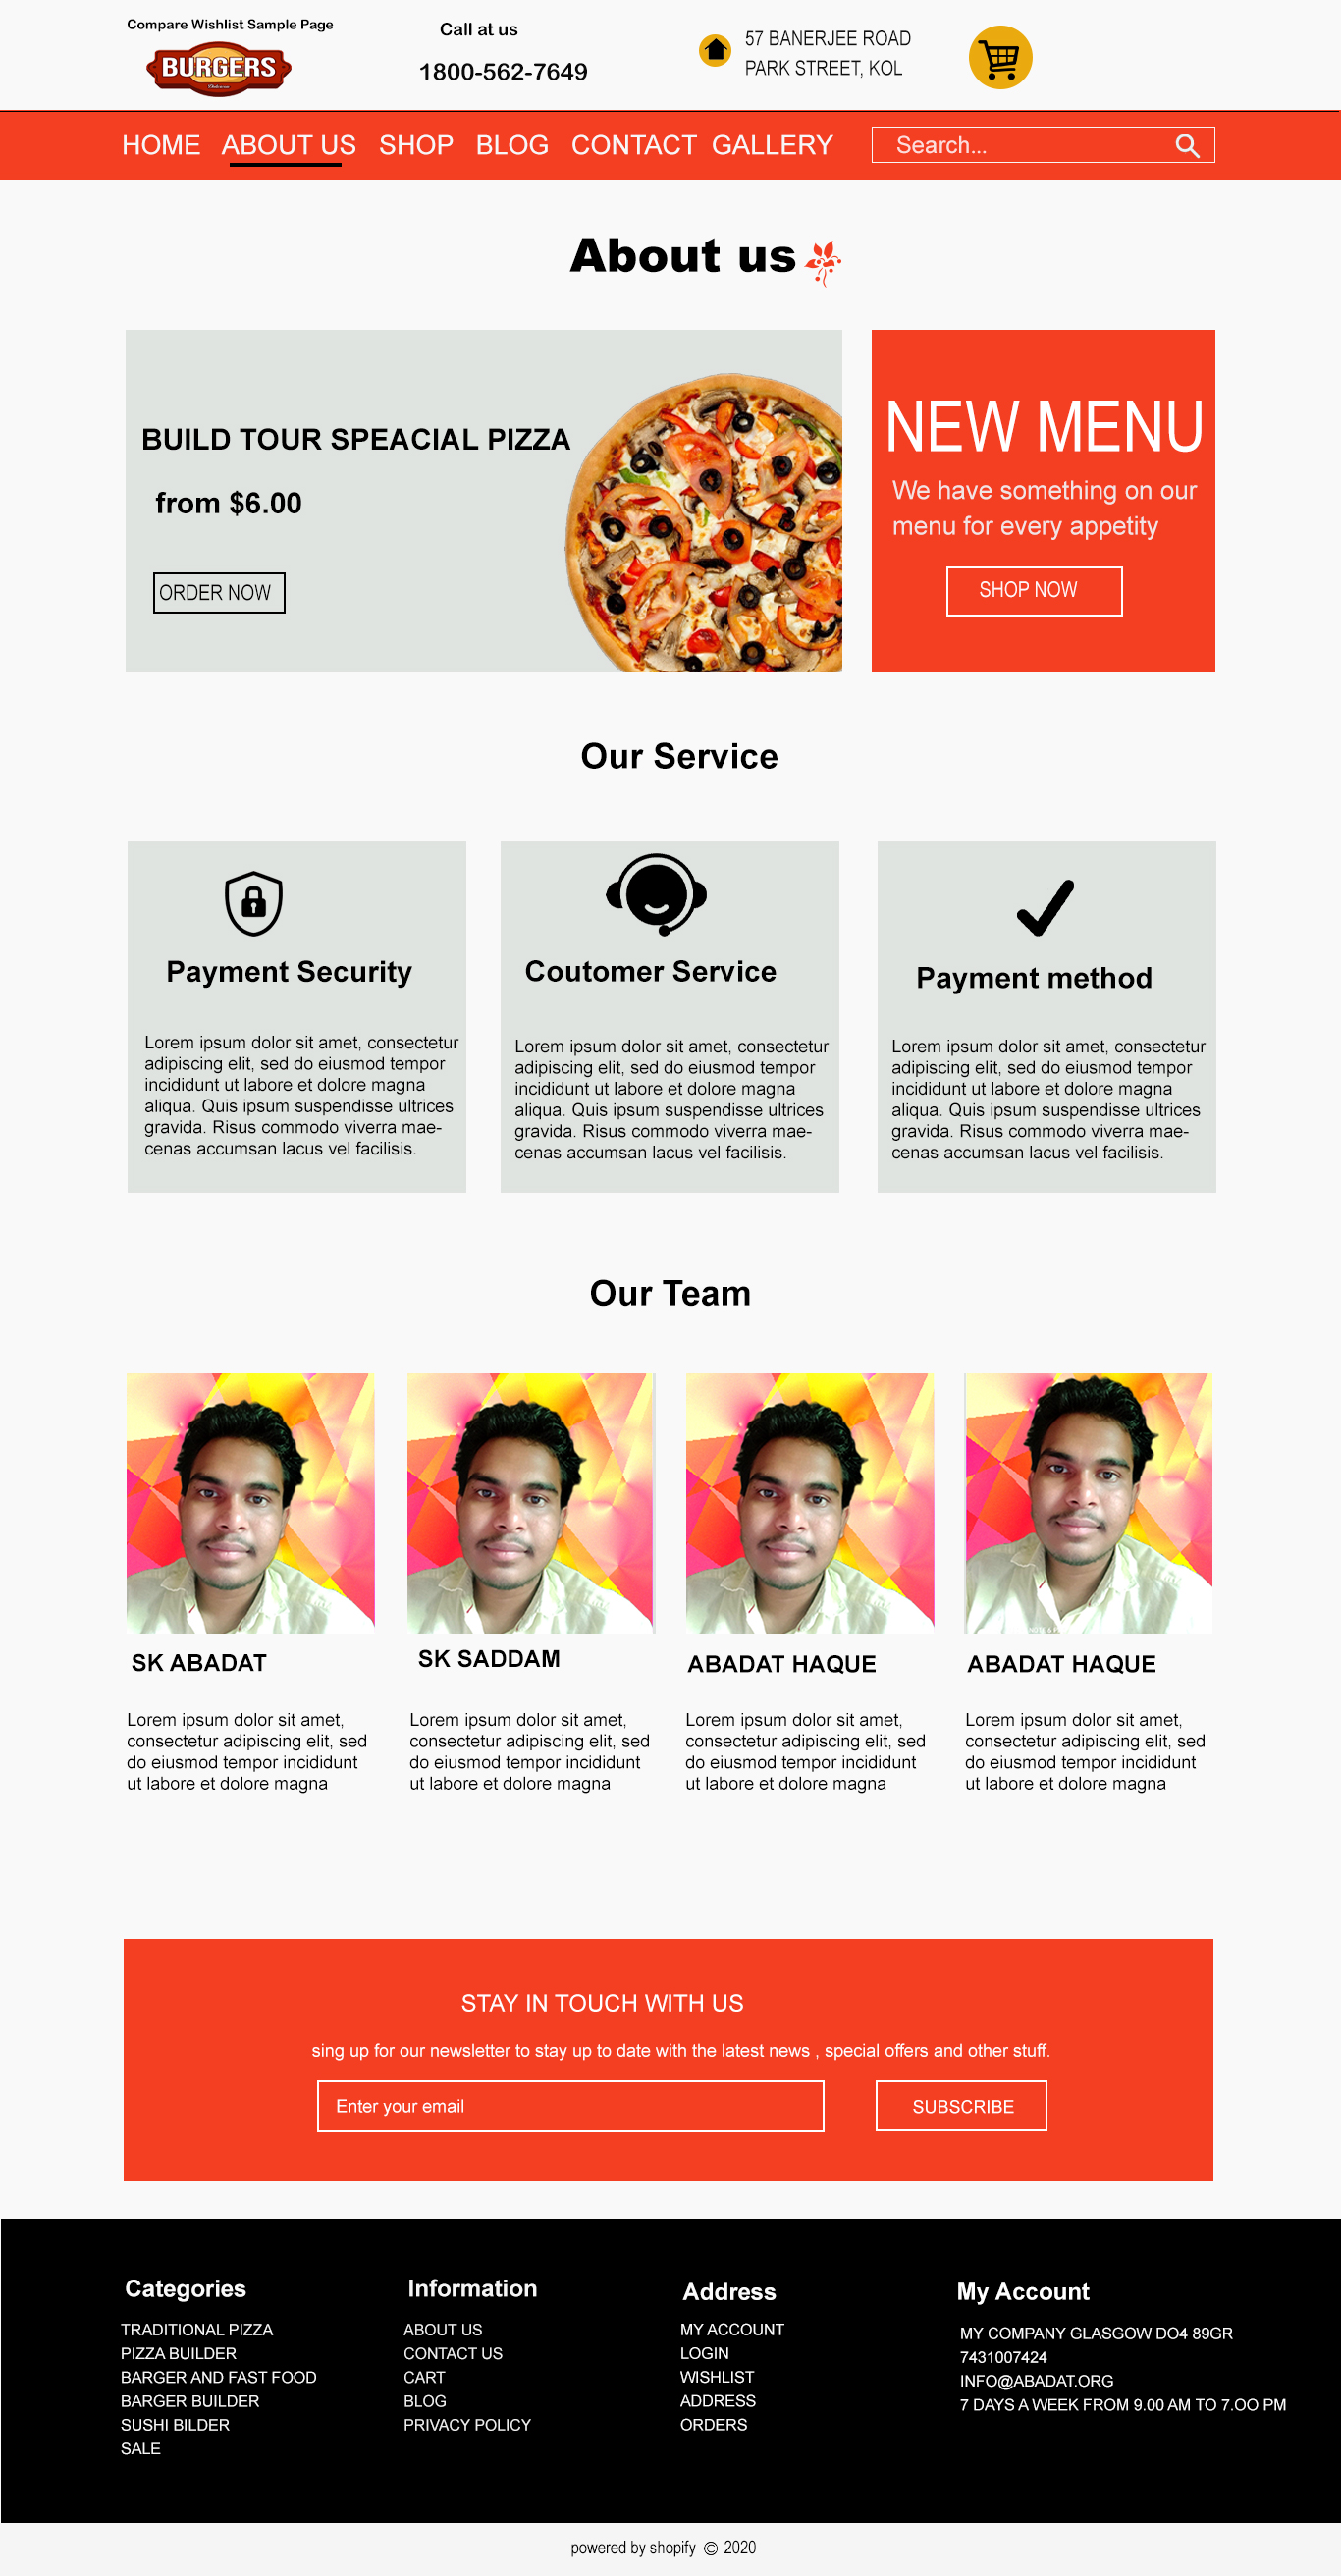 Compare Wishlist Sample Page
BURGERS
Call at us
1800-562-7649
57 BANERJEE ROAD
PARK STREET, KOL
HOME ABOUT US SHOP BLOG CONTACT GALLERY
Search...
About us
BUILD TOUR SPEACIAL PIZZA
from $6.00
ORDER NOW
NEW MENU
We have something on our
menu for every appetity
SHOP NOW
Our Service
Payment Security
Lorem ipsum dolor sit amet, consectetur
adipiscing elit, sed do eiusmod tempor
incididunt ut labore et dolore magna
aliqua. Quis ipsum suspendisse ultrices
gravida. Risus commodo viverra mae-
cenas accumsan lacus vel facilisis.
Coutomer Service
Lorem ipsum dolor sit amet, consectetur
adipiscing elit, sed do eiusmod tempor
incididunt ut labore et dolore magna
aliqua. Quis ipsum suspendisse ultrices
gravida. Risus commodo viverra mae-
cenas accumsan lacus vel facilisis.
Payment method
Lorem ipsum dolor sit amet, consectetur
adipiscing elit, sed do eiusmod tempor
incididunt ut labore et dolore magna
aliqua. Quis ipsum suspendisse ultrices
gravida. Risus commodo viverra mae-
cenas accumsan lacus vel facilisis.
Our Team
SK ABADAT
Lorem ipsum dolor sit amet,
consectetur adipiscing elit, sed
do eiusmod tempor incididunt
ut labore et dolore magna
SK SADDAM
Lorem ipsum dolor sit amet,
consectetur adipiscing elit, sed
do eiusmod tempor incididunt
ut labore et dolore magna
ABADAT HAQUE
Lorem ipsum dolor sit amet,
consectetur adipiscing elit, sed
do eiusmod tempor incididunt
ut labore et dolore magna
ABADAT HAQUE
Lorem ipsum dolor sit amet,
consectetur adipiscing elit, sed
do eiusmod tempor incididunt
ut labore et dolore magna
STAY IN TOUCH WITH US
sing up for our newsletter to stay up to date with the latest news , special offers and other stuff.
Enter your email
SUBSCRIBE
Categories
TRADITIONAL PIZZA
PIZZA BUILDER
BARGER AND FAST FOOD
BARGER BUILDER
SUSHI BILDER
SALE
Information
ABOUT US
CONTACT US
CART
BLOG
PRIVACY POLICY
Address
MY ACCOUNT
LOGIN
WISHLIST
ADDRESS
ORDERS
My Account
MY COMPANY GLASGOW DO4 89GR
7431007424
INFO@ABADAT.ORG
7 DAYS A WEEK FROM 9.00 AM TO 7.OO PM
powered by shopify © 2020